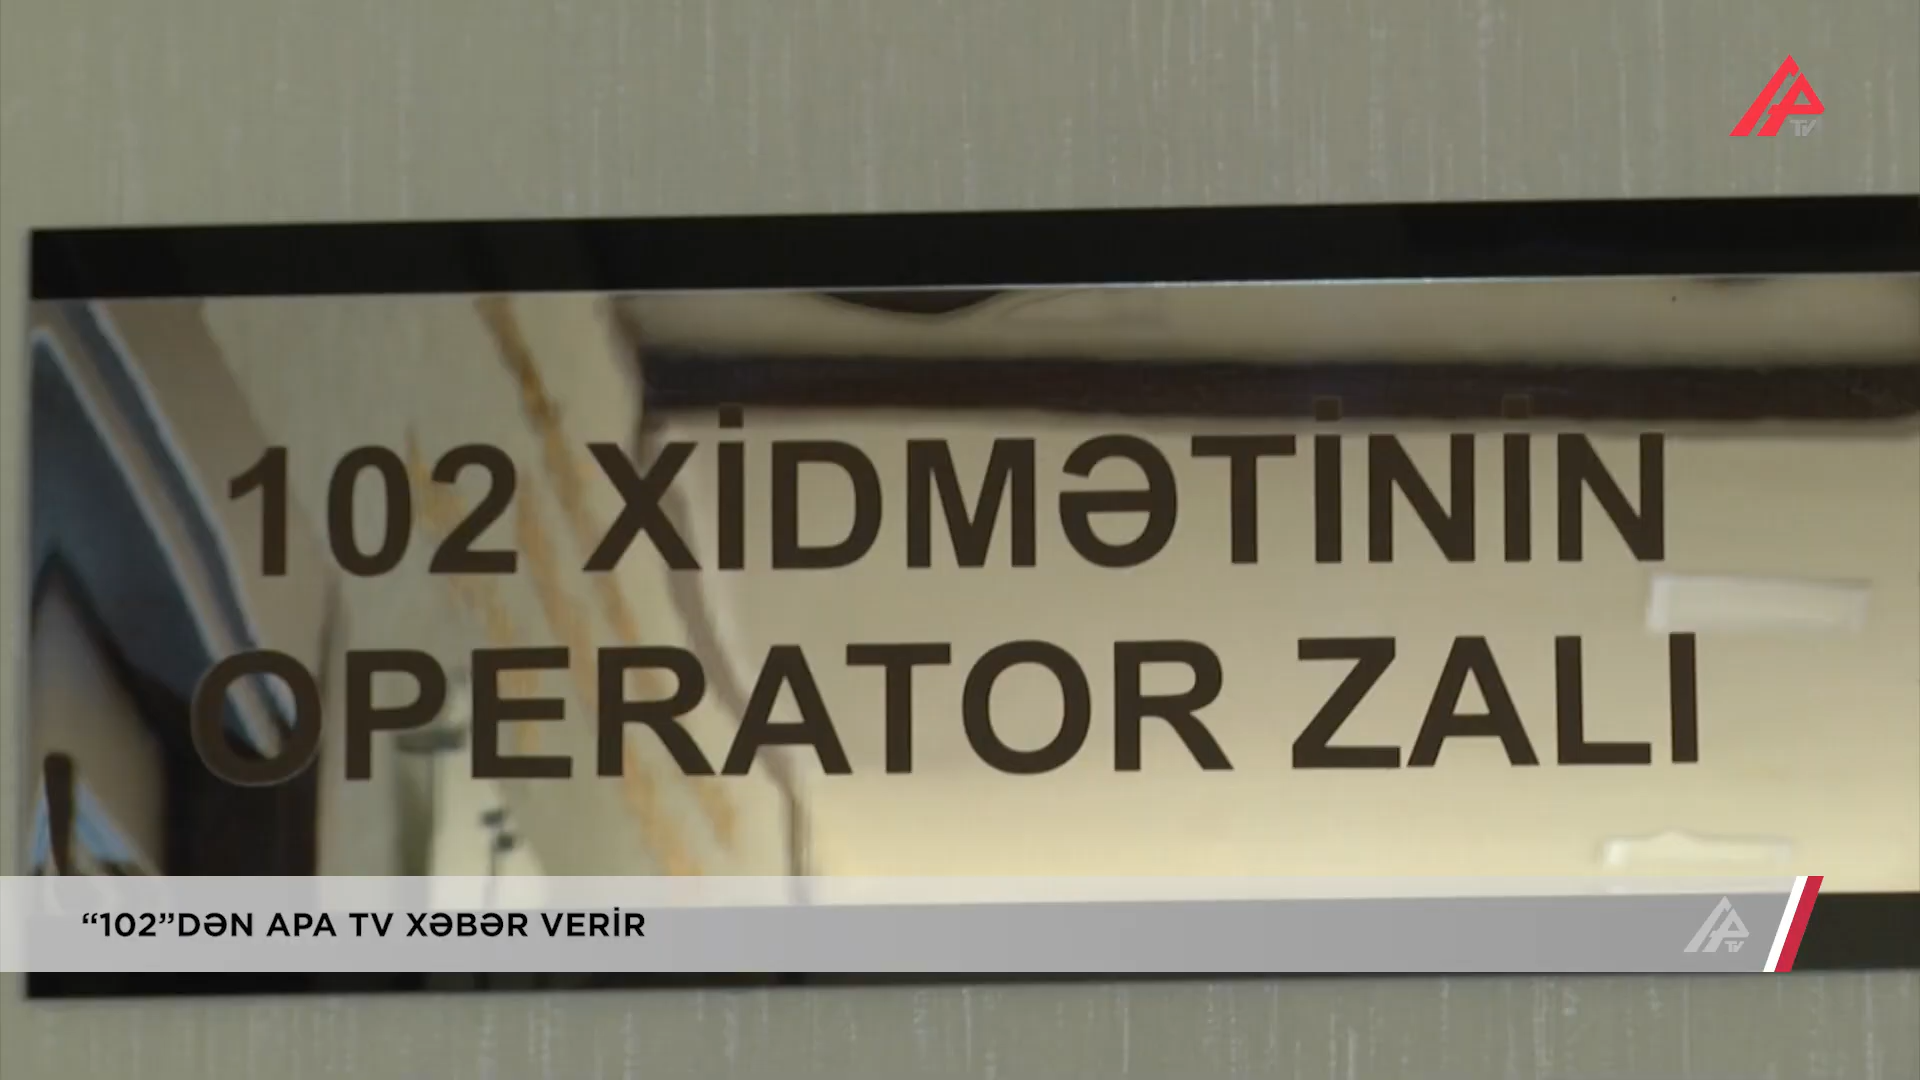 102 XİDMƏTİNİN
OPERATOR ZALI
“102”DƏN APA TV XƏBƏR VERİR